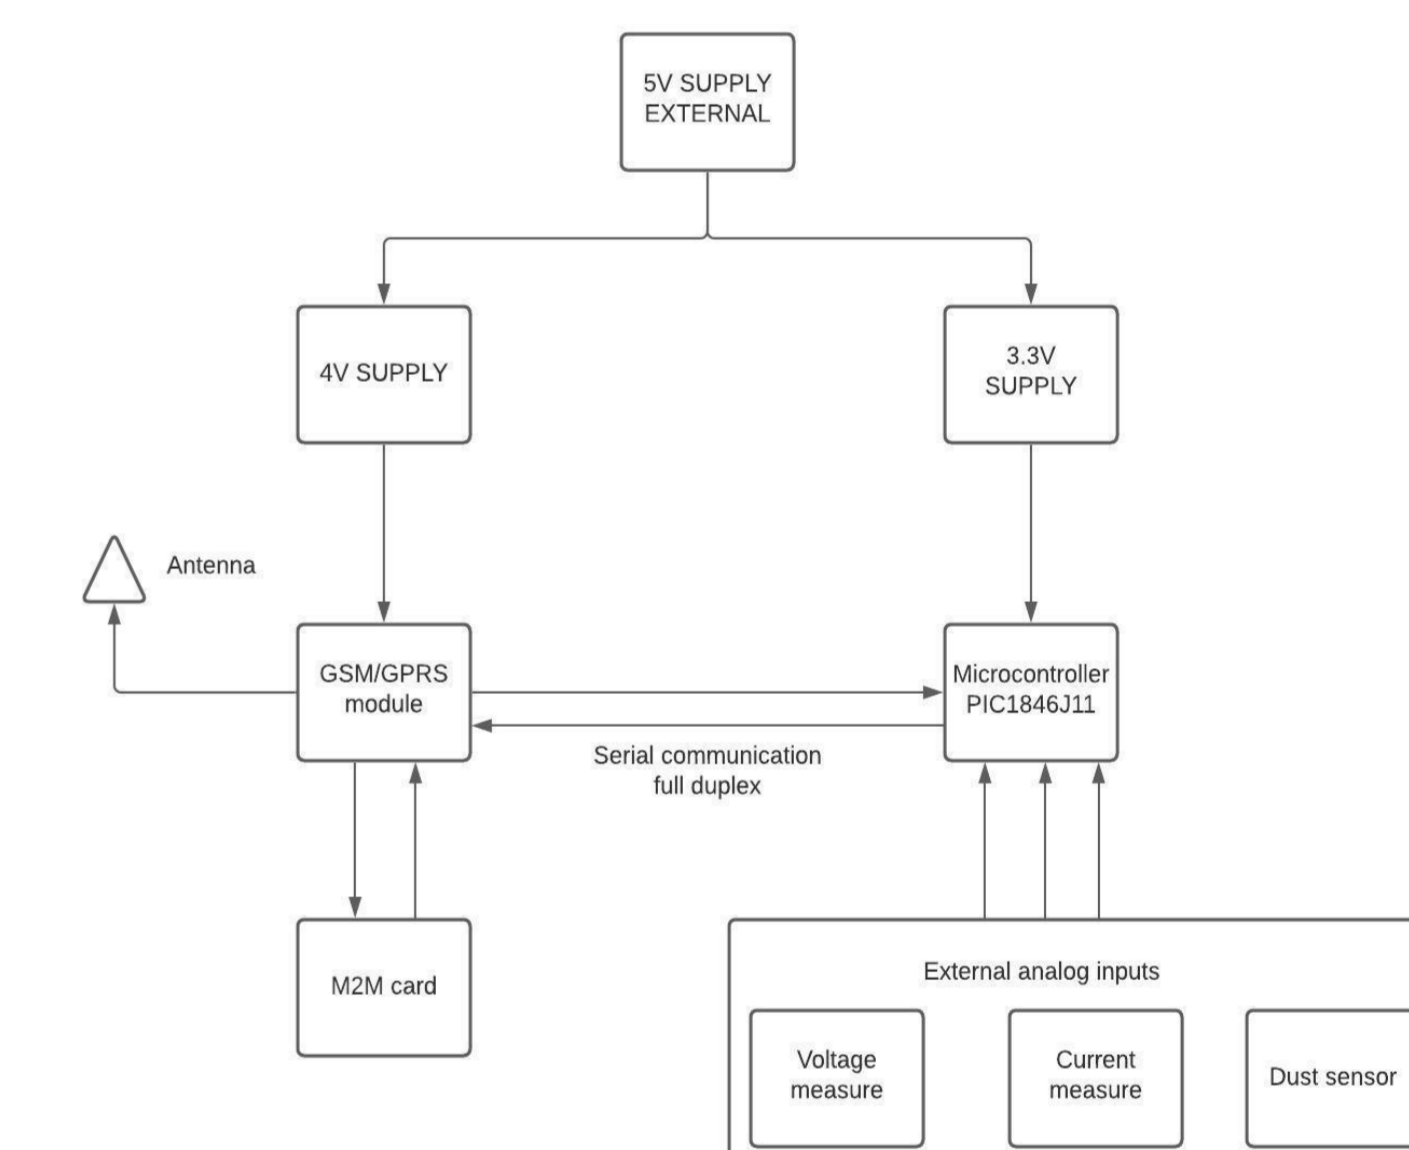 5V SUPPLY
EXTERNAL
4V SUPPLY
3.3V
SUPPLY
Antenna
GSM/GPRS
module
Microcontroller
PIC1846J11
Serial communication
full duplex
M2M card
External analog inputs
Voltage
measure
Current
measure
Dust sensor